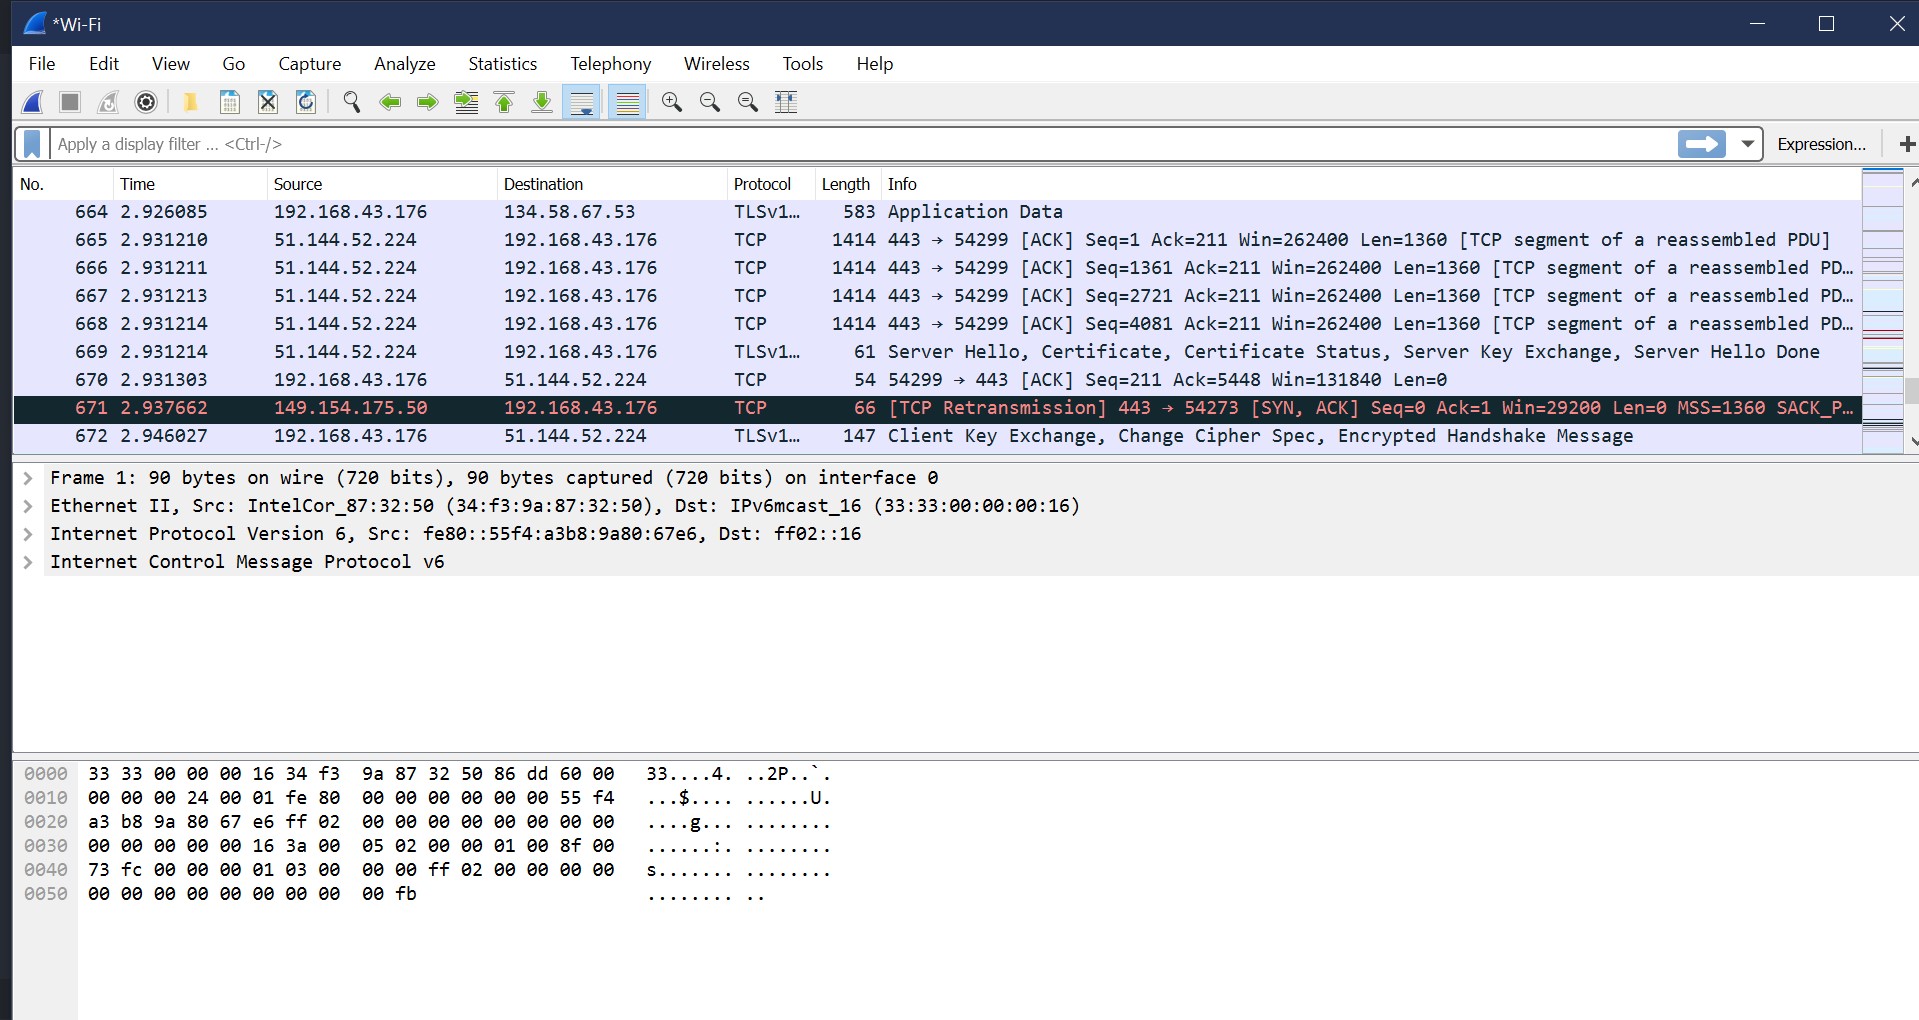 *Wi-Fi
File Edit View Go Capture Analyze Statistics Telephony Wireless Tools Help
Apply a display filter ... <Ctrl-/> Expression... +
No. Time Source Destination Protocol Length Info
664 2.926085 192.168.43.176 134.58.67.53 TLSv1... 583 Application Data
665 2.931210 51.144.52.224 192.168.43.176 TCP 1414 443 → 54299 [ACK] Seq=1 Ack=211 Win=262400 Len=1360 [TCP segment of a reassembled PDU]
666 2.931211 51.144.52.224 192.168.43.176 TCP 1414 443 → 54299 [ACK] Seq=1361 Ack=211 Win=262400 Len=1360 [TCP segment of a reassembled PD...
667 2.931213 51.144.52.224 192.168.43.176 TCP 1414 443 → 54299 [ACK] Seq=2721 Ack=211 Win=262400 Len=1360 [TCP segment of a reassembled PD...
668 2.931214 51.144.52.224 192.168.43.176 TCP 1414 443 → 54299 [ACK] Seq=4081 Ack=211 Win=262400 Len=1360 [TCP segment of a reassembled PD...
669 2.931214 51.144.52.224 192.168.43.176 TLSv1... 61 Server Hello, Certificate, Certificate Status, Server Key Exchange, Server Hello Done
670 2.931303 192.168.43.176 51.144.52.224 TCP 54 54299 → 443 [ACK] Seq=211 Ack=5448 Win=131840 Len=0
671 2.937662 149.154.175.50 192.168.43.176 TCP 66 [TCP Retransmission] 443 → 54273 [SYN, ACK] Seq=0 Ack=1 Win=29200 Len=0 MSS=1360 SACK_P...
672 2.946027 192.168.43.176 51.144.52.224 TLSv1... 147 Client Key Exchange, Change Cipher Spec, Encrypted Handshake Message
Frame 1: 90 bytes on wire (720 bits), 90 bytes captured (720 bits) on interface 0
Ethernet II, Src: IntelCor_87:32:50 (34:f3:9a:87:32:50), Dst: IPv6mcast_16 (33:33:00:00:00:16)
Internet Protocol Version 6, Src: fe80::55f4:a3b8:9a80:67e6, Dst: ff02::16
Internet Control Message Protocol v6
0000 33 33 00 00 00 16 34 f3 9a 87 32 50 86 dd 60 00 33....4. ..2P..`.
0010 00 00 00 24 00 01 fe 80 00 00 00 00 00 00 55 f4 ...$.... ......U.
0020 a3 b8 9a 80 67 e6 ff 02 00 00 00 00 00 00 00 00 ....g... ........
0030 00 00 00 00 00 16 3a 00 05 02 00 00 01 00 8f 00 ......:. ........
0040 73 fc 00 00 00 01 03 00 00 00 ff 02 00 00 00 00 s....... ........
0050 00 00 00 00 00 00 00 00 00 fb ........ ..